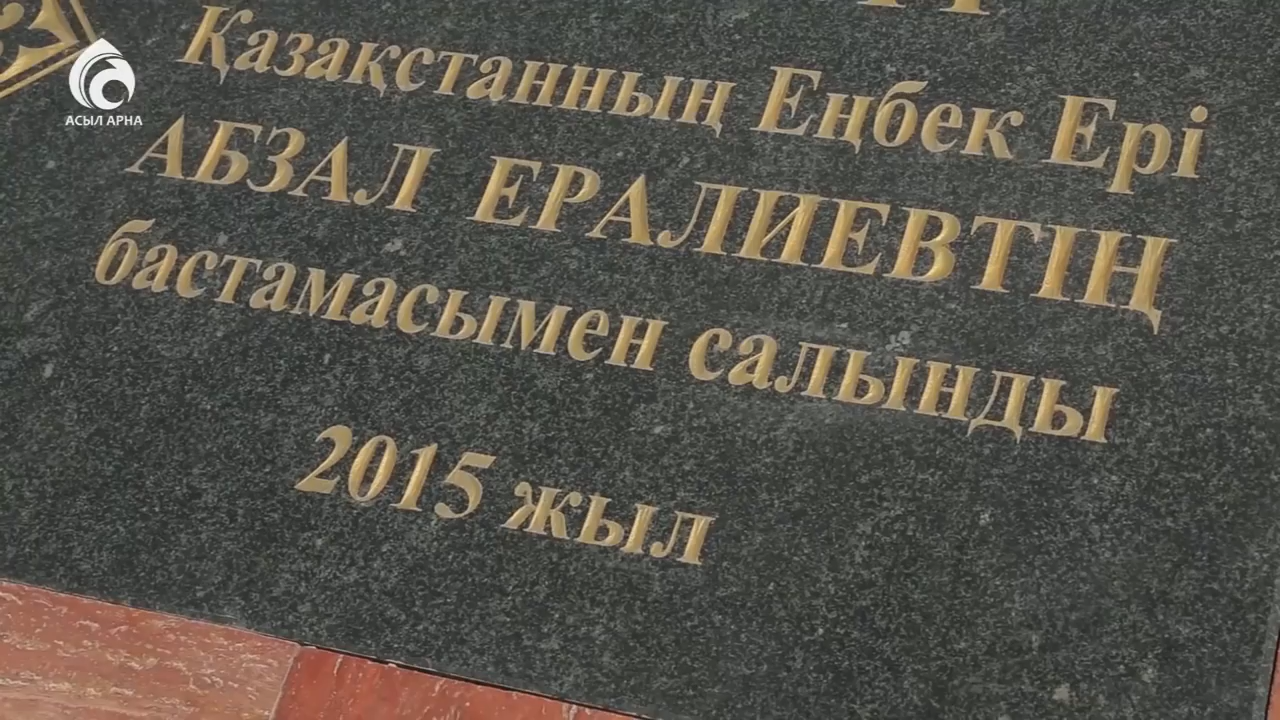 Қазақстанның Еңбек Ері
АБЗАЛ ЕРАЛИЕВТІҢ
бастамасымен салынды
2015 жыл
АСЫЛ АРНА